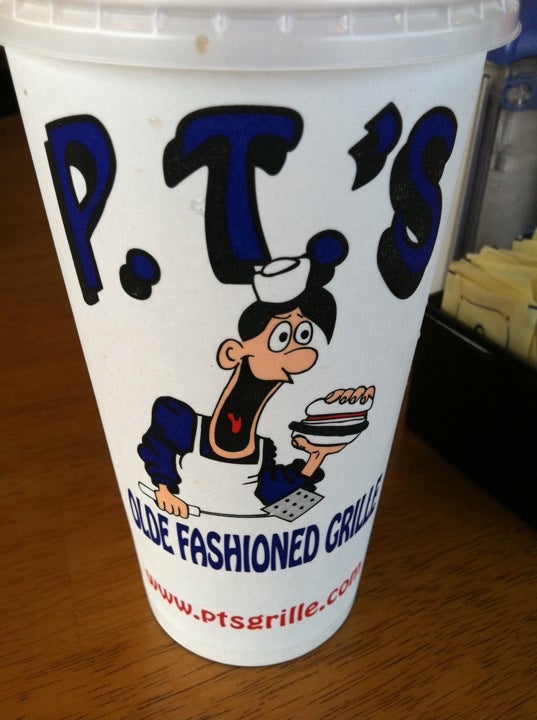 P.T.'S
OLDE FASHIONED GRILLE
www.ptsgrille.com